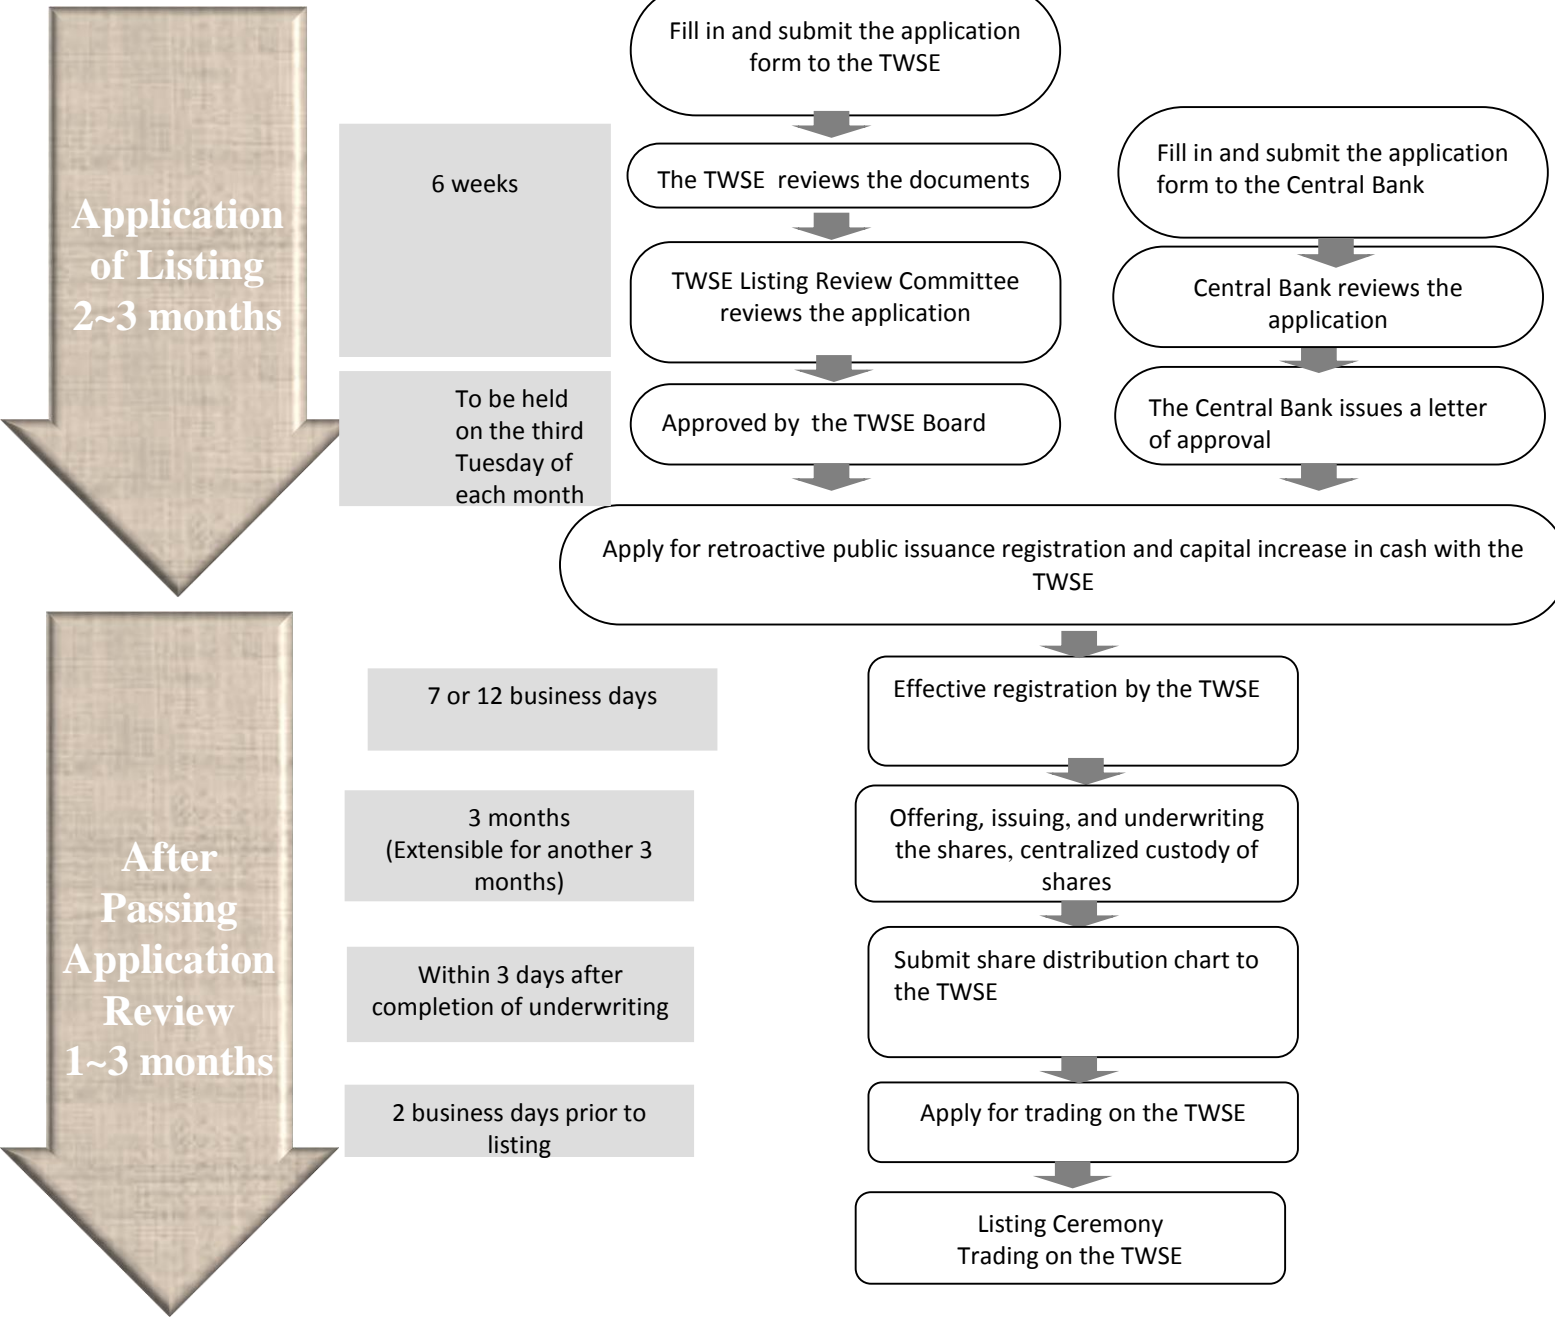 Fill in and submit the application
form to the TWSE
Fill in and submit the application
form to the Central Bank
6 weeks
The TWSE reviews the documents
Application
of Listing
2~3 months
TWSE Listing Review Committee
reviews the application
Central Bank reviews the
application
To be held
on the third
Tuesday of
each month
Approved by the TWSE Board
The Central Bank issues a letter
of approval
Apply for retroactive public issuance registration and capital increase in cash with the
TWSE
7 or 12 business days
Effective registration by the TWSE
3 months
(Extensible for another 3
months)
Offering, issuing, and underwriting
the shares, centralized custody of
shares
After
Passing
Application
Review
1~3 months
Within 3 days after
completion of underwriting
Submit share distribution chart to
the TWSE
2 business days prior to
listing
Apply for trading on the TWSE
Listing Ceremony
Trading on the TWSE